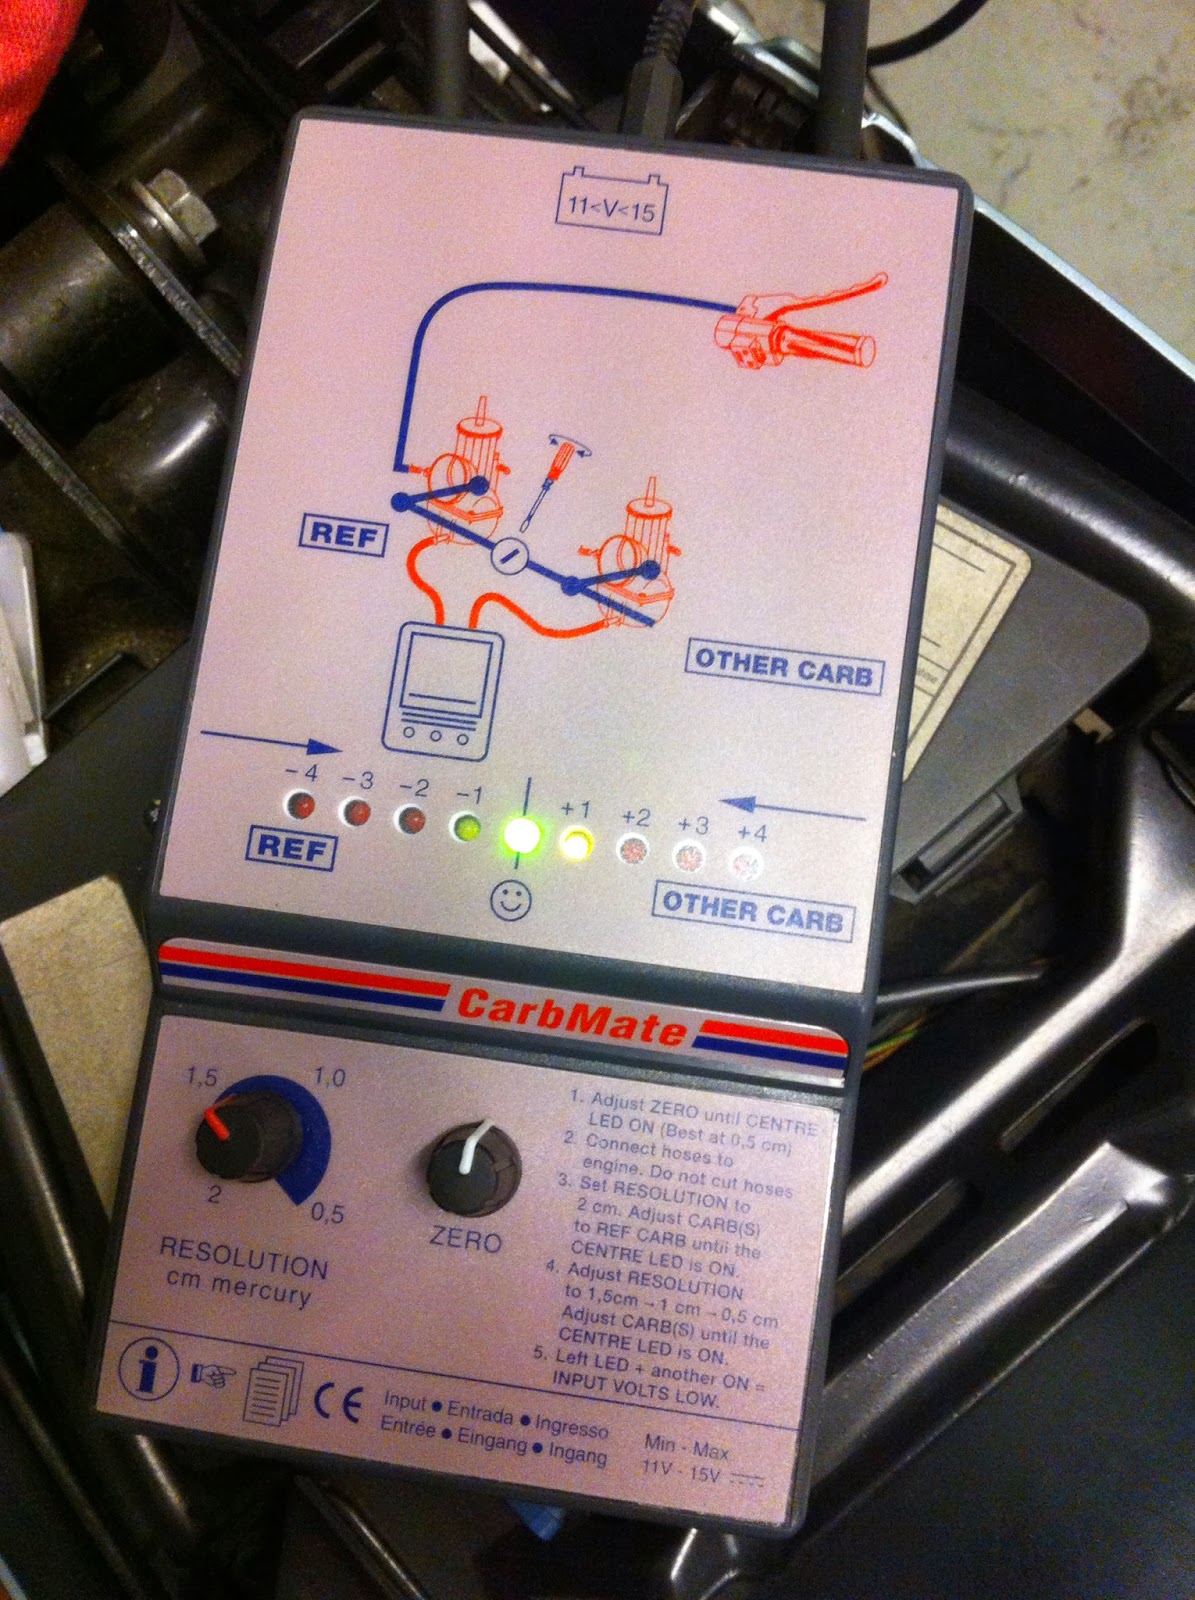 11<V<15
REF
OTHER CARB
-4 -3 -2 -1 +1 +2 +3 +4
REF
OTHER CARB
CarbMate
1,5 1,0
2 0,5
RESOLUTION
cm mercury
ZERO
1. Adjust ZERO until CENTRE
LED ON (Best at 0,5 cm)
2. Connect hoses to
engine. Do not cut hoses
3. Set RESOLUTION to
2 cm. Adjust CARB(S)
to REF CARB until the
CENTRE LED is ON.
4. Adjust RESOLUTION
to 1,5cm → 1 cm → 0,5 cm
Adjust CARB(S) until the
CENTRE LED is ON.
5. Left LED + another ON =
INPUT VOLTS LOW.
i
CE
Input ● Entrada ● Ingresso
Entrée ● Eingang ● Ingang
Min - Max
11V - 15V